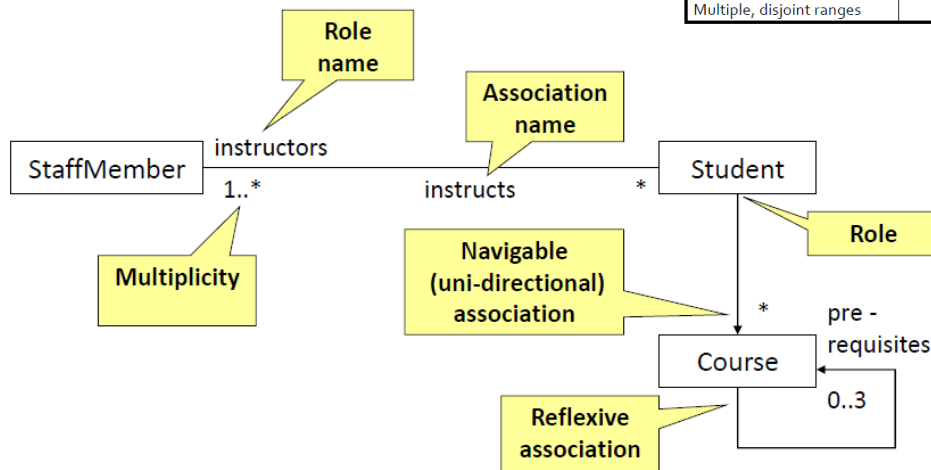 Multiple, disjoint ranges
Role
name
Association
name
instructors
StaffMember
Student
1..*
instructs
*
Role
Navigable
(uni-directional)
association
Multiplicity
*
pre -
requisites
Course
0..3
Reflexive
association